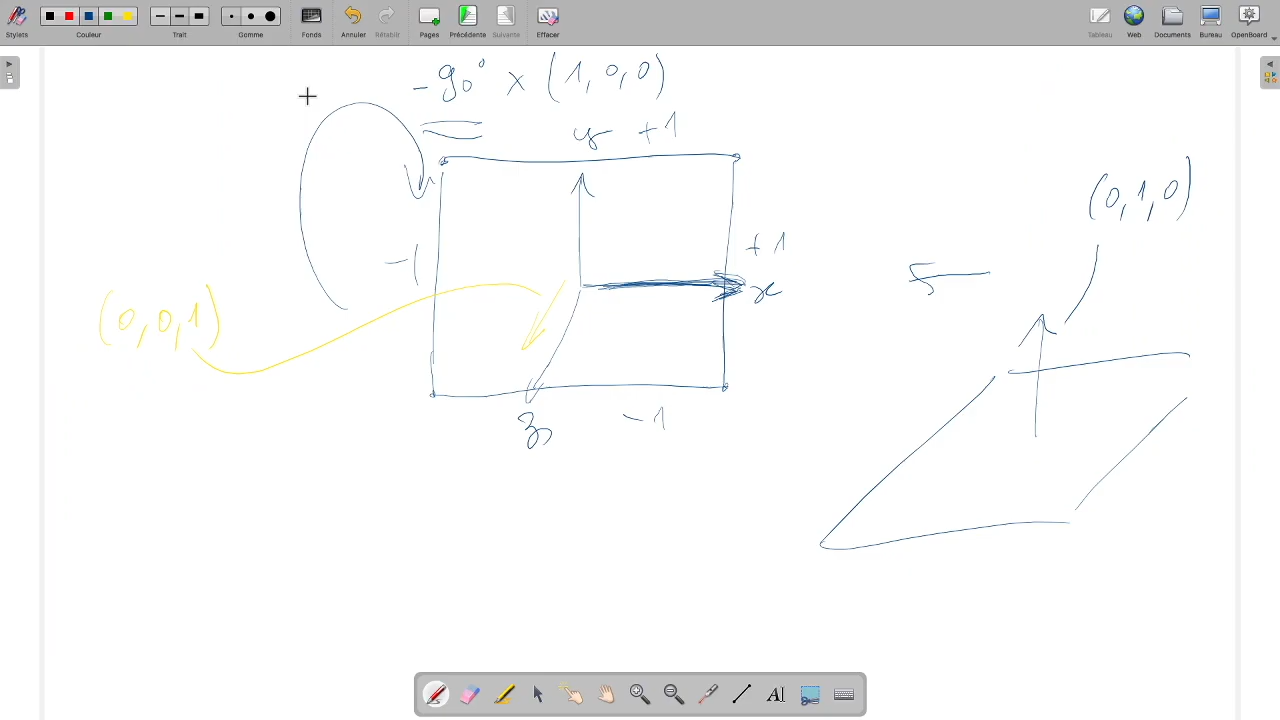 Stylets Couleur Trait Gomme Fonds Annuler Rétablir Pages Précédente Suivante Effacer Tableau Web Documents Bureau OpenBoard
-90° x (1, 0, 0)
y +1
(0, 1, 0)
+1
-1
x
(0, 0, 1)
z
-1
AI